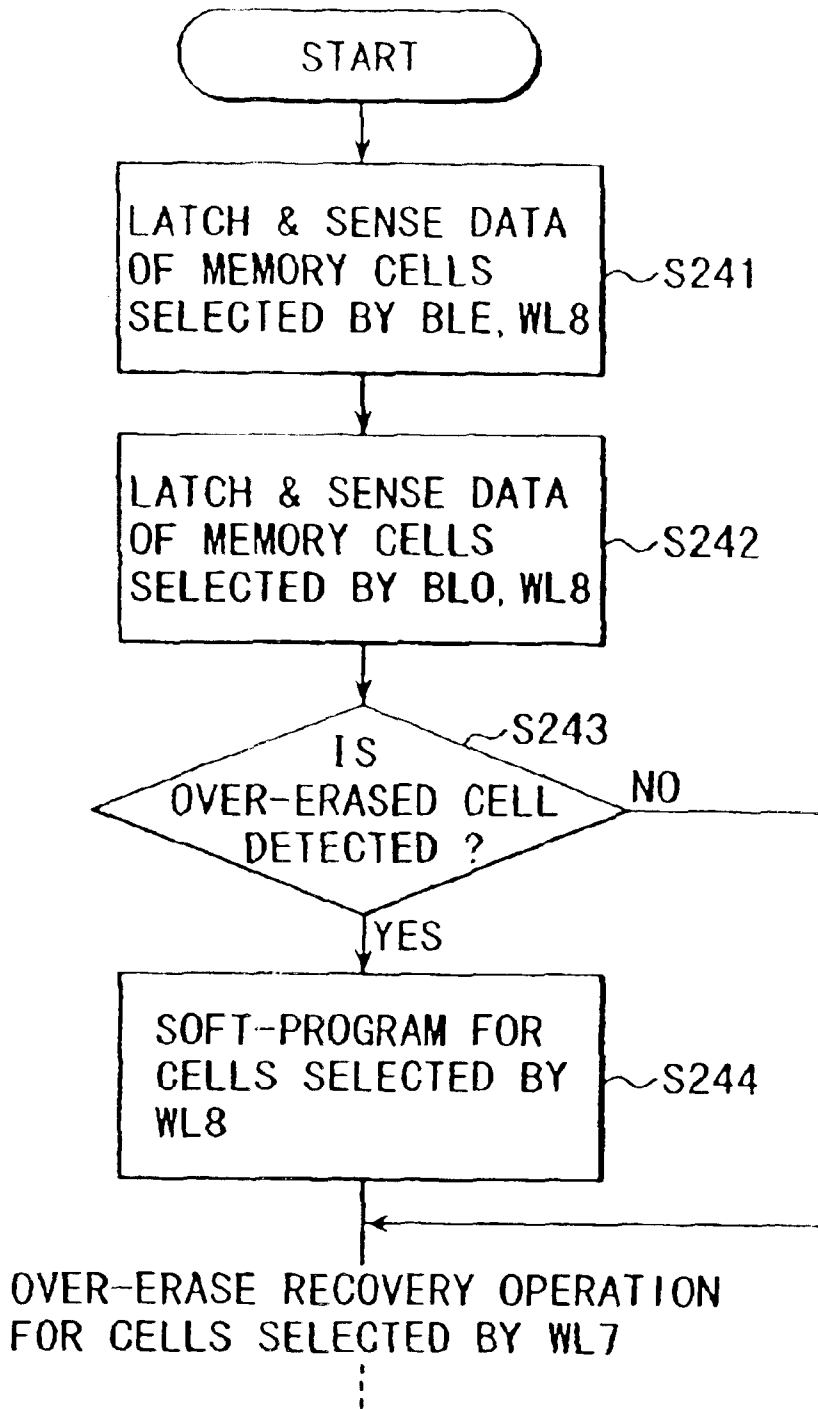 START
LATCH & SENSE DATA
OF MEMORY CELLS
SELECTED BY BLE, WL8
S241
LATCH & SENSE DATA
OF MEMORY CELLS
SELECTED BY BLO, WL8
S242
S243
IS
OVER-ERASED CELL
DETECTED ?
NO
YES
SOFT-PROGRAM FOR
CELLS SELECTED BY
WL8
S244
OVER-ERASE RECOVERY OPERATION
FOR CELLS SELECTED BY WL7